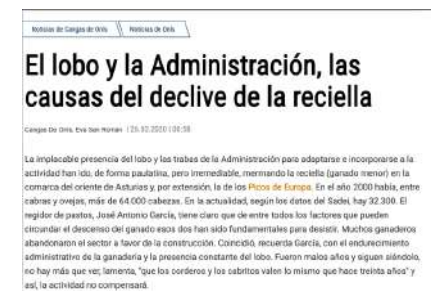 Noticias de Cangas de Onís Noticias de Onís
El lobo y la Administración, las
causas del declive de la reciella
Cangas De Onís, Eva San Román | 26.02.2020 | 00:38
La implacable presencia del lobo y las trabas de la Administración para adaptarse e incorporarse a la
actividad han ido, de forma paulatina, pero irremediable, mermando la reciella (ganado menor) en la
comarca del oriente de Asturias y, por extensión, la de los Picos de Europa. En el año 2000 había, entre
cabras y ovejas, más de 64.000 cabezas. En la actualidad, según los datos del Sadei, hay 32.300. El
regidor de pastos, José Antonio García, tiene claro que de entre todos los factores que pueden
circundar el descenso del ganado esos dos han sido fundamentales para desistir. Muchos ganaderos
abandonaron el sector a favor de la construcción. Coincidió, recuerda García, con el endurecimiento
administrativo de la ganadería y la presencia constante del lobo. Fueron malos años y siguen siéndolo,
no hay más que ver, lamenta, "que los corderos y los cabritos valen lo mismo que hace treinta años" y
así, la actividad no compensará.